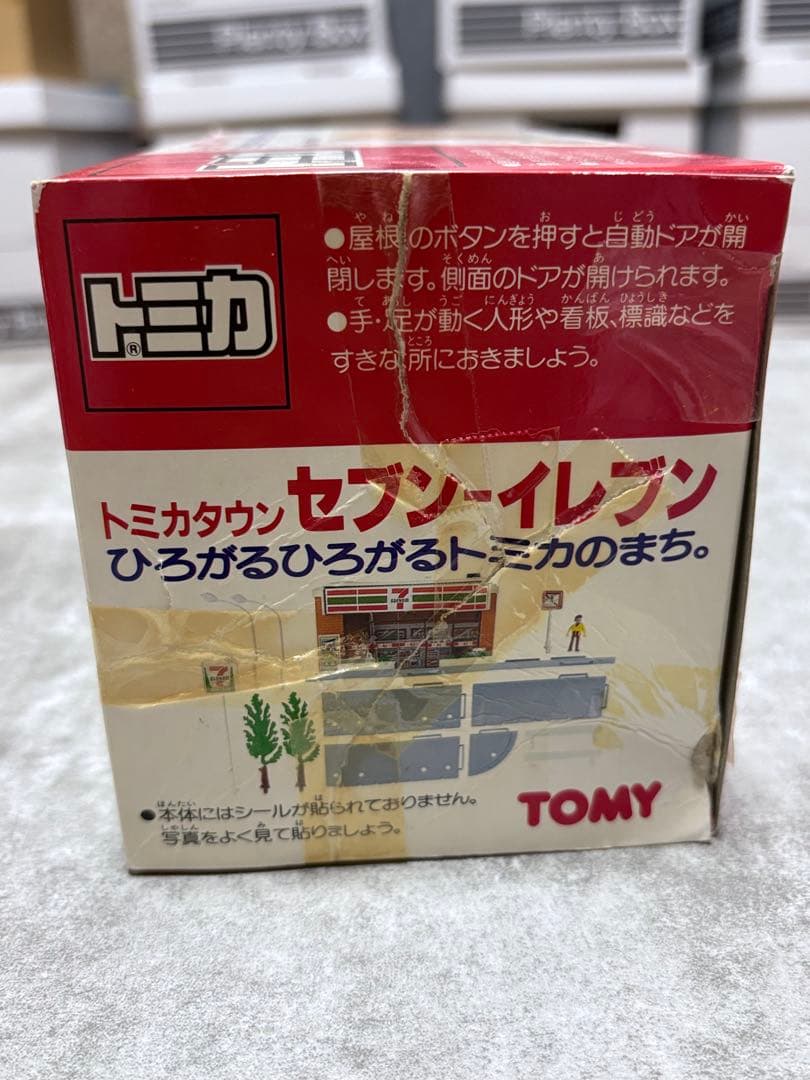 トミカ®
●屋根のボタンを押すと自動ドアが開
閉します。側面のドアが開けられます。
●手・足が動く人形や看板、標識などを
すきな所におきましょう。
トミカタウン セブン-イレブン
ひろがるひろがるトミカのまち。
7
ELEVEN
●本体にはシールが貼られておりません。
写真をよく見て貼りましょう。
TOMY